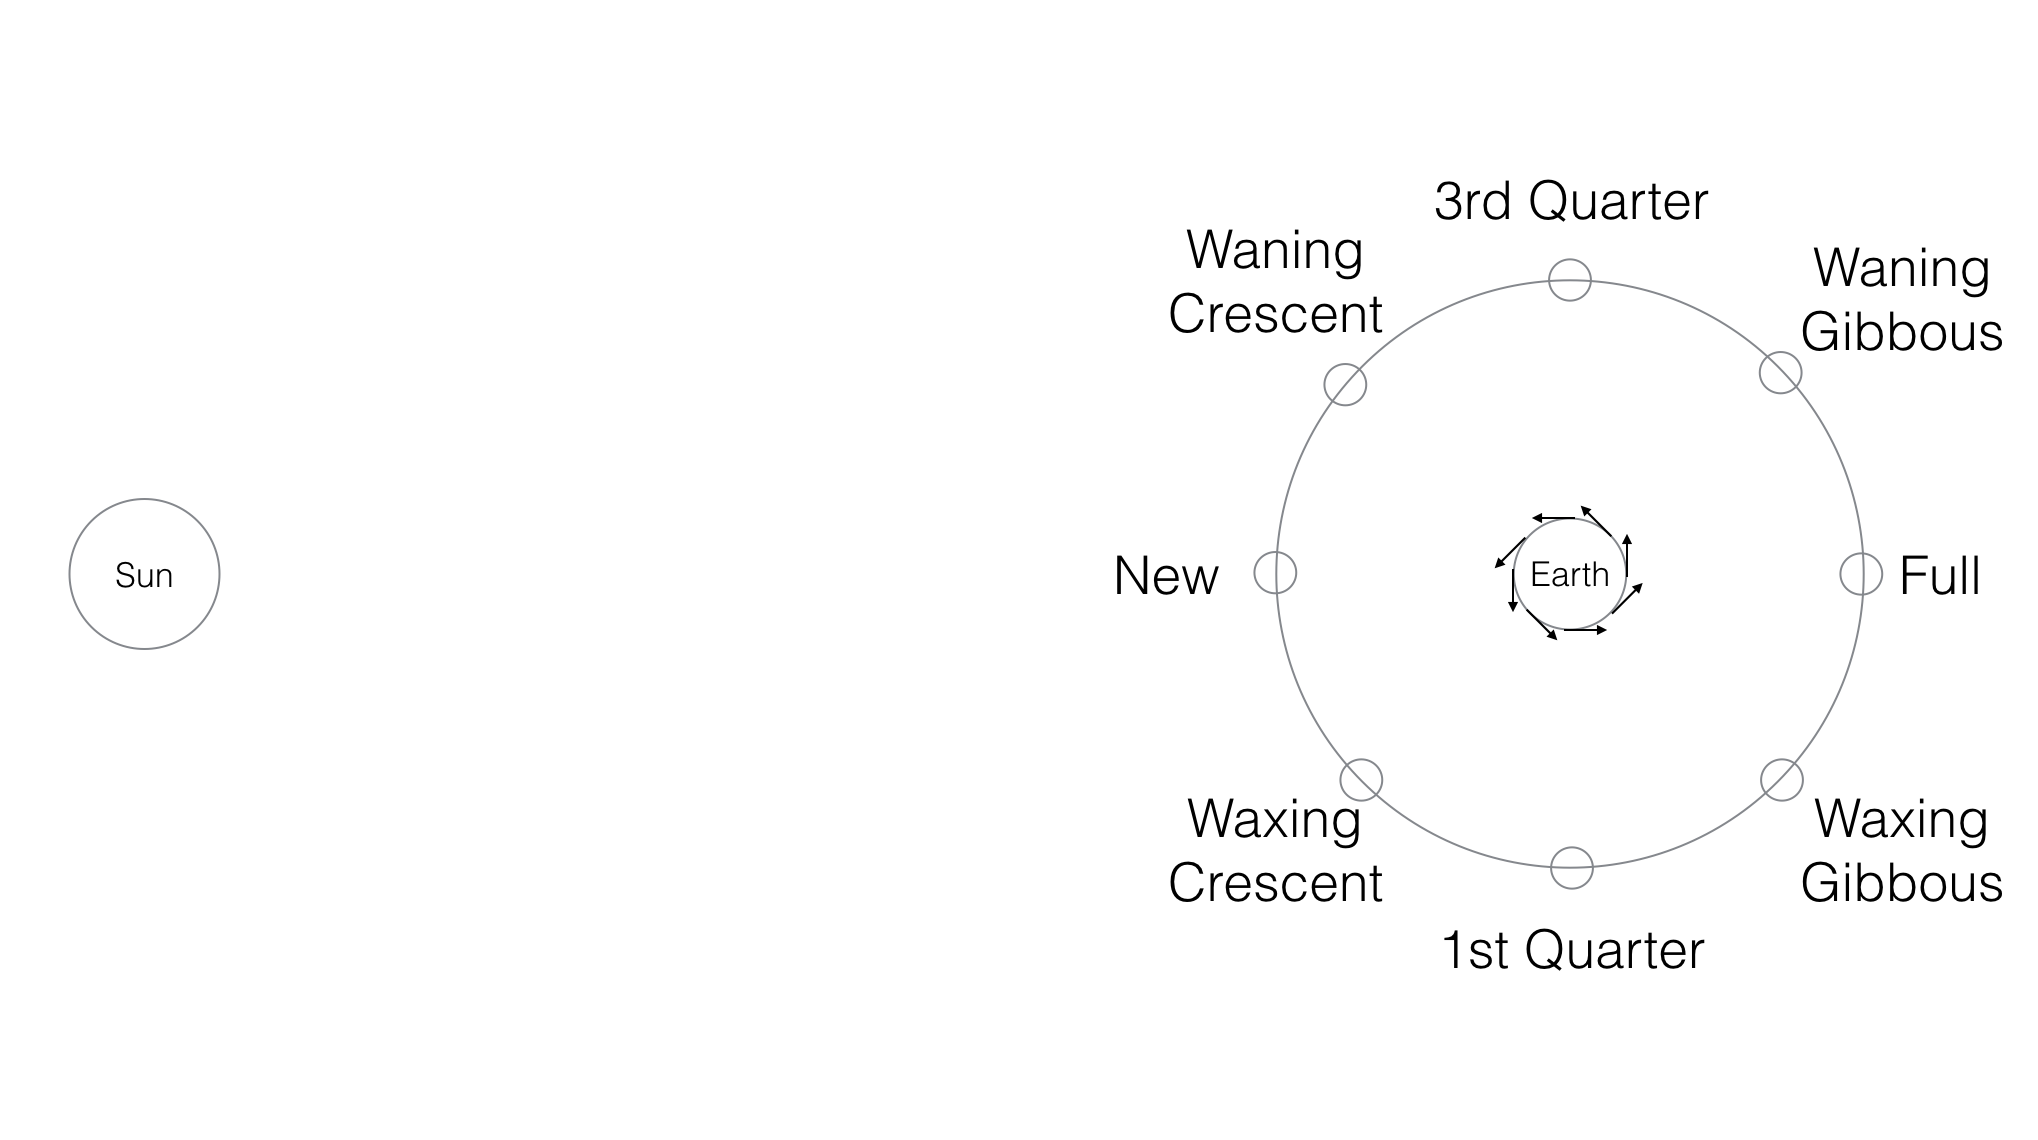 3rd Quarter
Waning
Crescent
Waning
Gibbous
Sun
New
Earth
Full
Waxing
Crescent
Waxing
Gibbous
1st Quarter